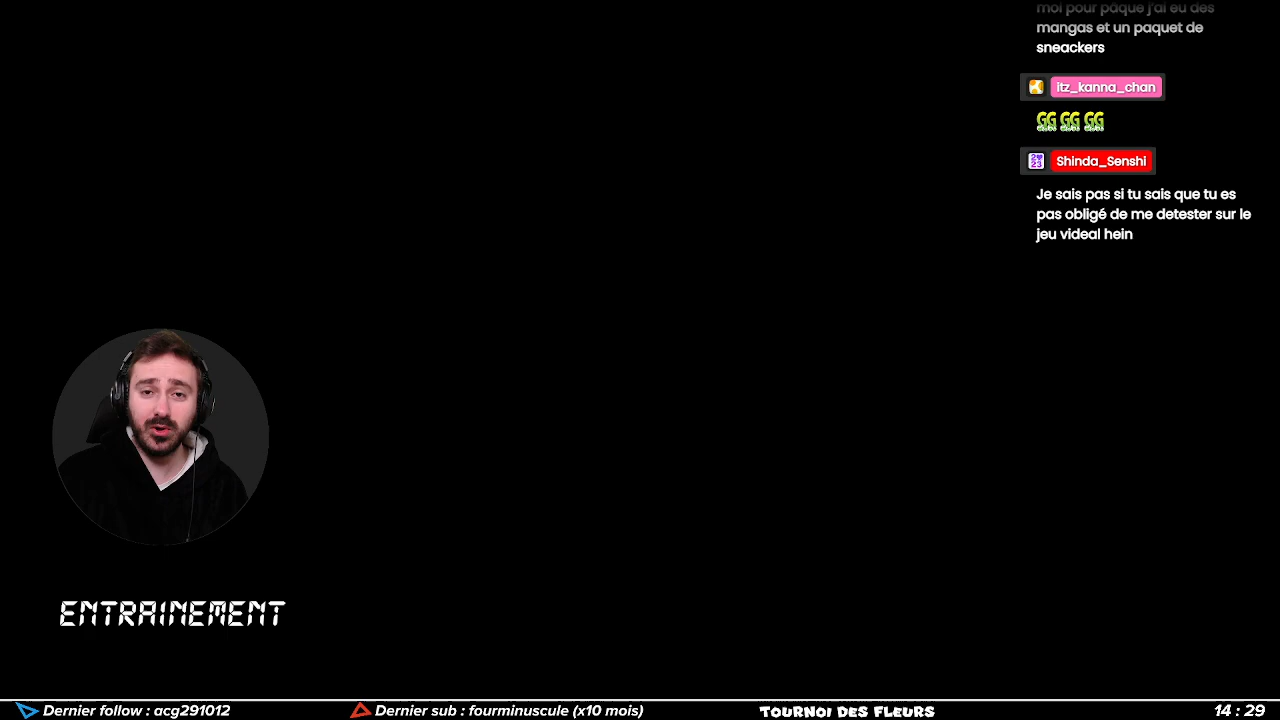 moi pour pâque j'ai eu des
mangas et un paquet de
sneackers
itz_kanna_chan
GG GG GG
Shinda_Senshi
Je sais pas si tu sais que tu es
pas obligé de me detester sur le
jeu videal hein
ENTRAINEMENT
Dernier follow : acg291012
Dernier sub : fourminuscule (x10 mois)
TOURNOI DES FLEURS
14 : 29